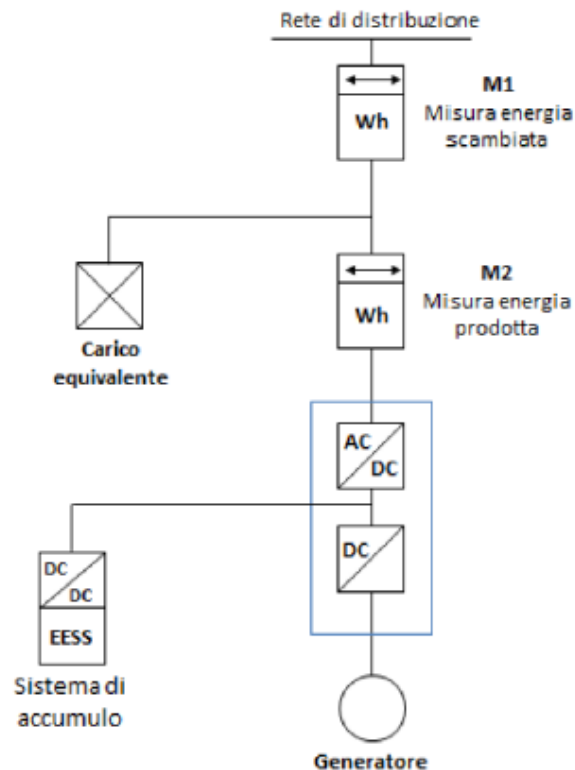 Rete di distribuzione
M1
Misura energia
scambiata
Wh
M2
Misura energia
prodotta
Wh
Carico
equivalente
AC
DC
DC
DC
DC
EESS
Sistema di
accumulo
Generatore